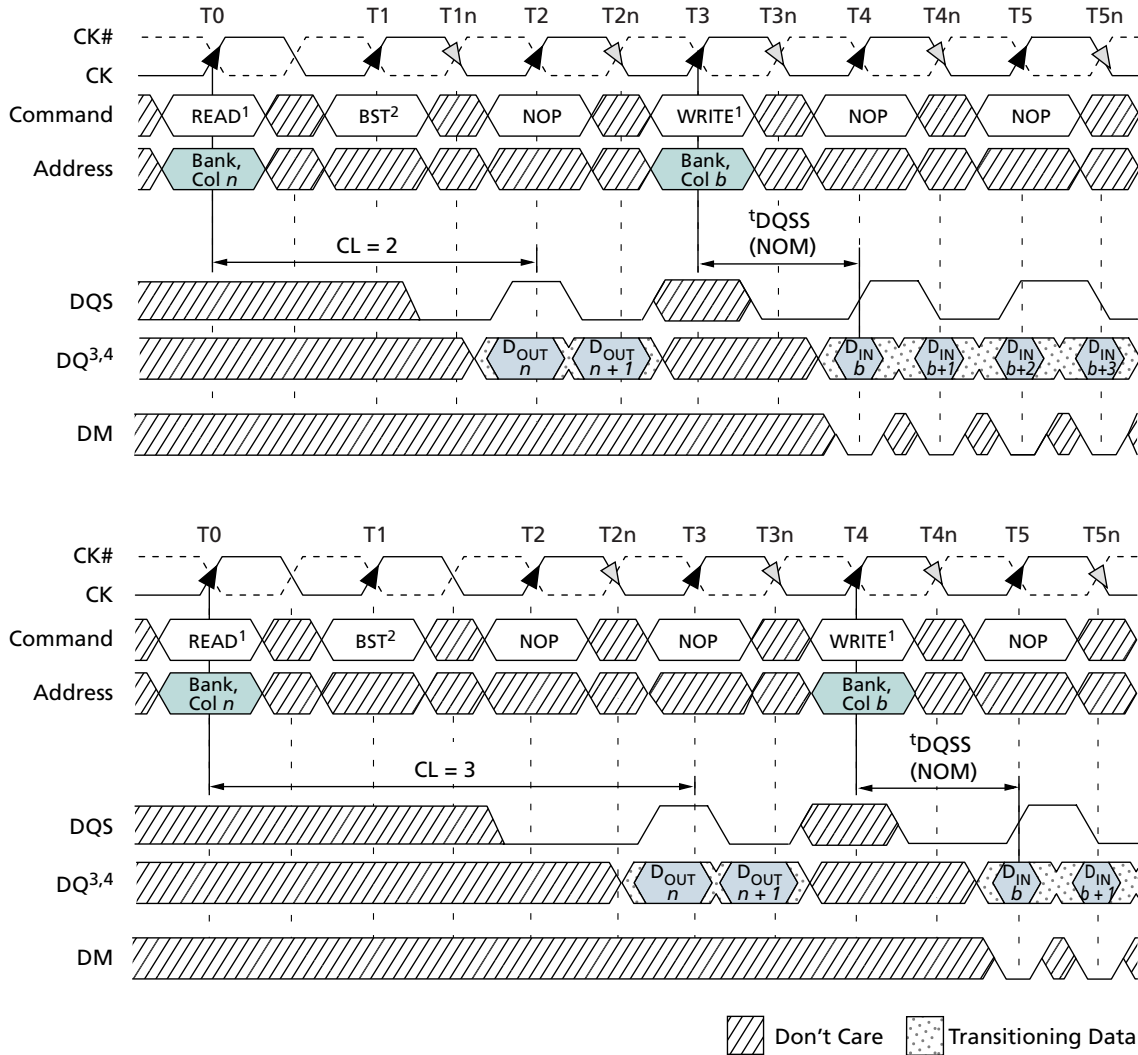 T0 T1 T1n T2 T2n T3 T3n T4 T4n T5 T5n
CK#
CK
Command READ1 BST2 NOP WRITE1 NOP NOP
Address Bank, Col n Bank, Col b
CL = 2
tDQSS (NOM)
DQS
DQ3,4 DOUT n DOUT n + 1 DIN b DIN b+1 DIN b+2 DIN b+3
DM
T0 T1 T2 T2n T3 T3n T4 T4n T5 T5n
CK#
CK
Command READ1 BST2 NOP NOP WRITE1 NOP
Address Bank, Col n Bank, Col b
CL = 3
tDQSS (NOM)
DQS
DQ3,4 DOUT n DOUT n + 1 DIN b DIN b+1
DM
Don't Care Transitioning Data